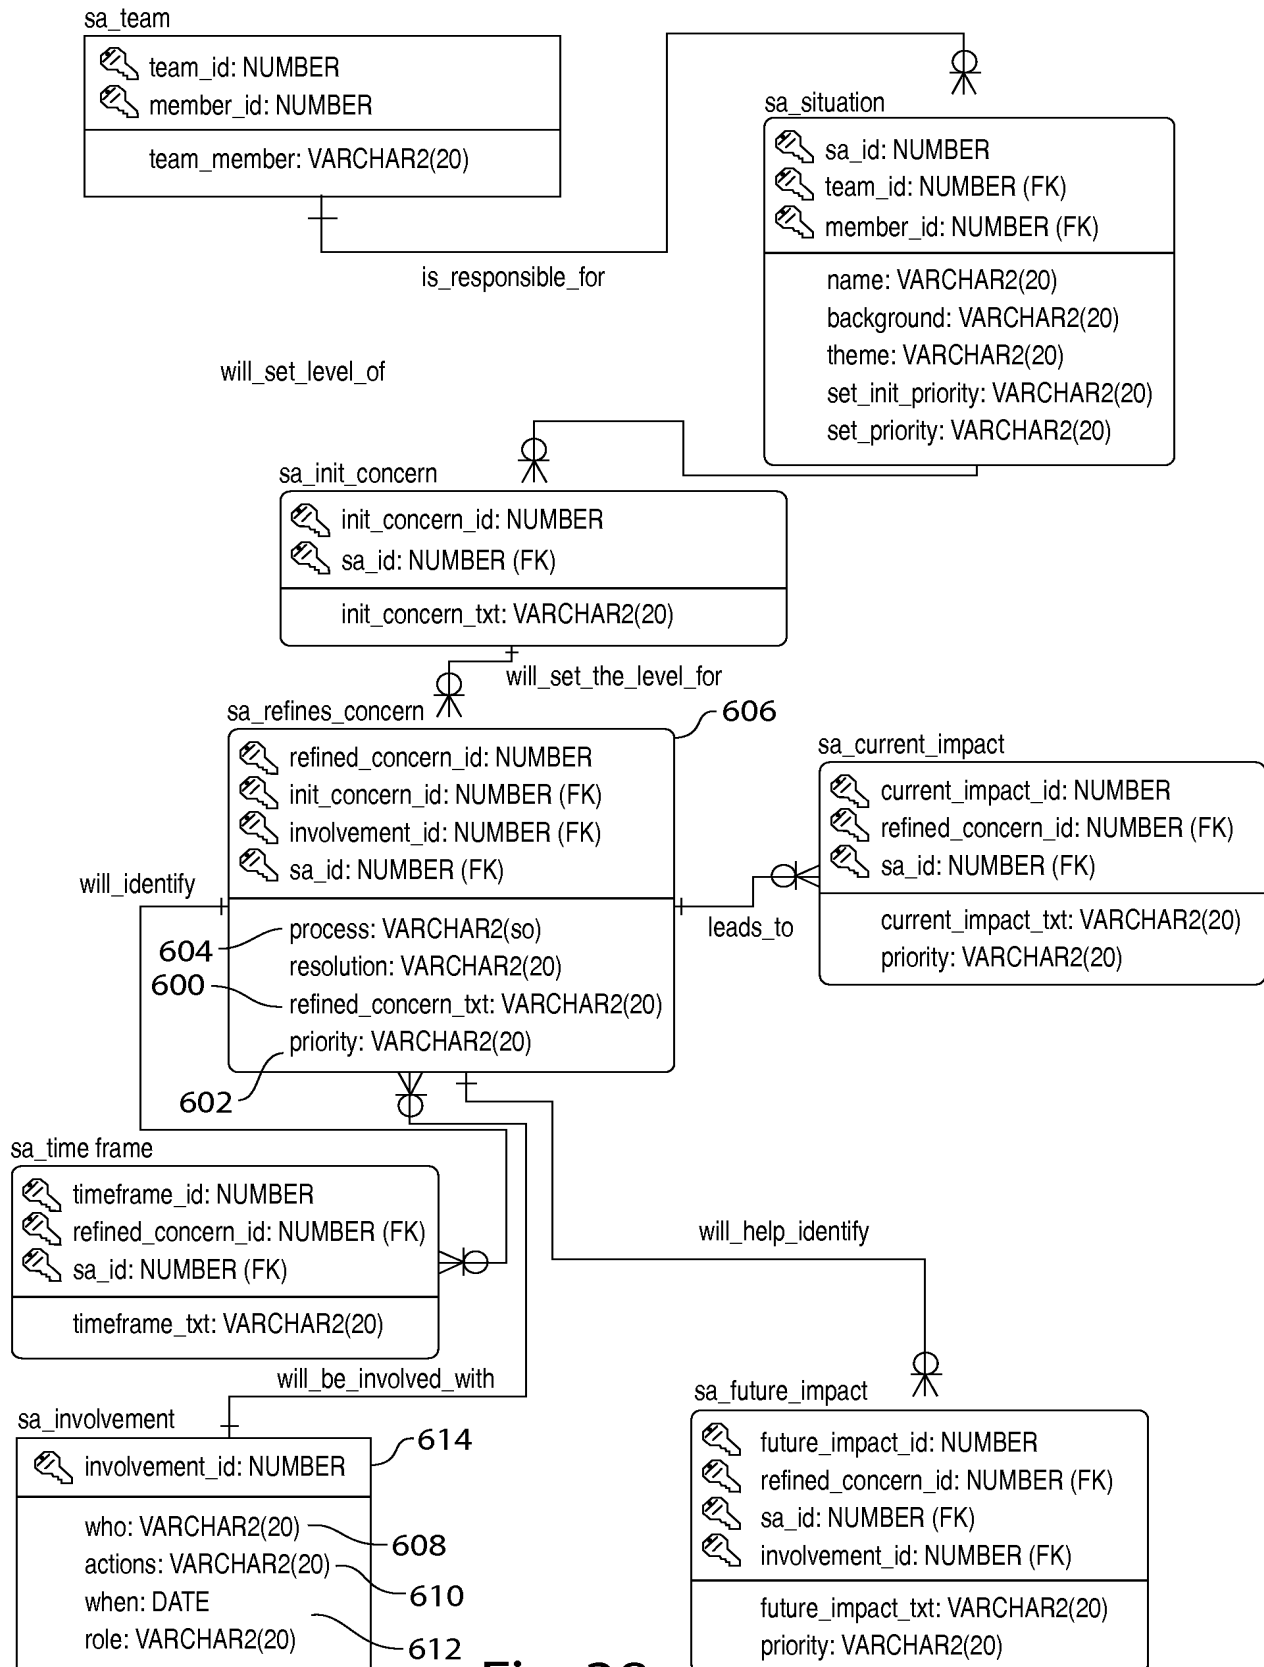 sa_team
team_id: NUMBER
member_id: NUMBER
team_member: VARCHAR2(20)
is_responsible_for
sa_situation
sa_id: NUMBER
team_id: NUMBER (FK)
member_id: NUMBER (FK)
name: VARCHAR2(20)
background: VARCHAR2(20)
theme: VARCHAR2(20)
set_init_priority: VARCHAR2(20)
set_priority: VARCHAR2(20)
will_set_level_of
sa_init_concern
init_concern_id: NUMBER
sa_id: NUMBER (FK)
init_concern_txt: VARCHAR2(20)
will_set_the_level_for
sa_refines_concern
606
refined_concern_id: NUMBER
init_concern_id: NUMBER (FK)
involvement_id: NUMBER (FK)
sa_id: NUMBER (FK)
process: VARCHAR2(so)
resolution: VARCHAR2(20)
refined_concern_txt: VARCHAR2(20)
priority: VARCHAR2(20)
604
600
602
will_identify
leads_to
sa_current_impact
current_impact_id: NUMBER
refined_concern_id: NUMBER (FK)
sa_id: NUMBER (FK)
current_impact_txt: VARCHAR2(20)
priority: VARCHAR2(20)
sa_time frame
timeframe_id: NUMBER
refined_concern_id: NUMBER (FK)
sa_id: NUMBER (FK)
timeframe_txt: VARCHAR2(20)
will_help_identify
will_be_involved_with
sa_involvement
614
involvement_id: NUMBER
who: VARCHAR2(20)
actions: VARCHAR2(20)
when: DATE
role: VARCHAR2(20)
608
610
612
sa_future_impact
future_impact_id: NUMBER
refined_concern_id: NUMBER (FK)
sa_id: NUMBER (FK)
involvement_id: NUMBER (FK)
future_impact_txt: VARCHAR2(20)
priority: VARCHAR2(20)